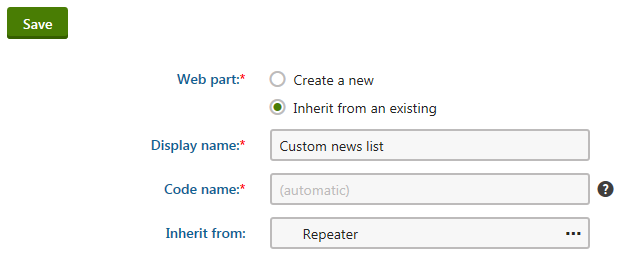 Save
Web part:* Create a new
Inherit from an existing
Display name:* Custom news list
Code name:* (automatic) ?
Inherit from: Repeater ...